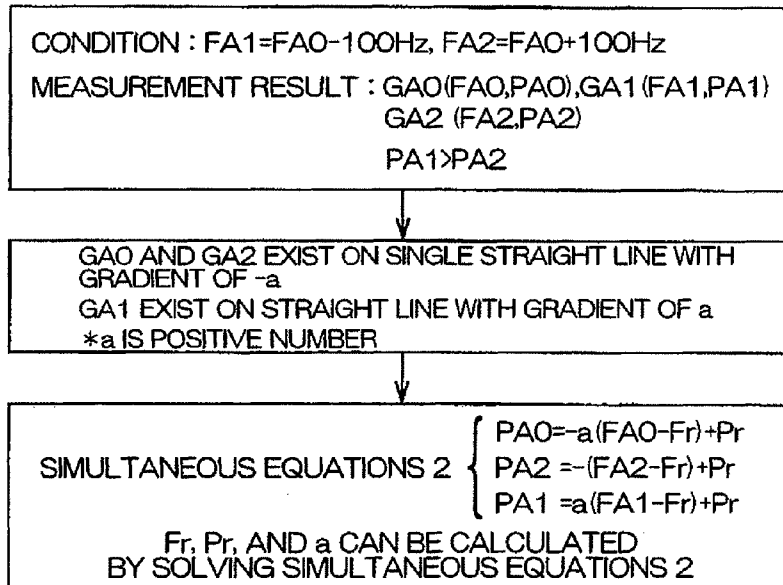 CONDITION : FA1=FA0-100Hz, FA2=FA0+100Hz
MEASUREMENT RESULT : GA0(FA0,PA0),GA1(FA1,PA1)
GA2 (FA2,PA2)
PA1>PA2
GA0 AND GA2 EXIST ON SINGLE STRAIGHT LINE WITH
GRADIENT OF -a
GA1 EXIST ON STRAIGHT LINE WITH GRADIENT OF a
*a IS POSITIVE NUMBER
SIMULTANEOUS EQUATIONS 2 { PA0=-a(FA0-Fr)+Pr
PA2 =-(FA2-Fr)+Pr
PA1 =a(FA1-Fr)+Pr
Fr, Pr, AND a CAN BE CALCULATED
BY SOLVING SIMULTANEOUS EQUATIONS 2